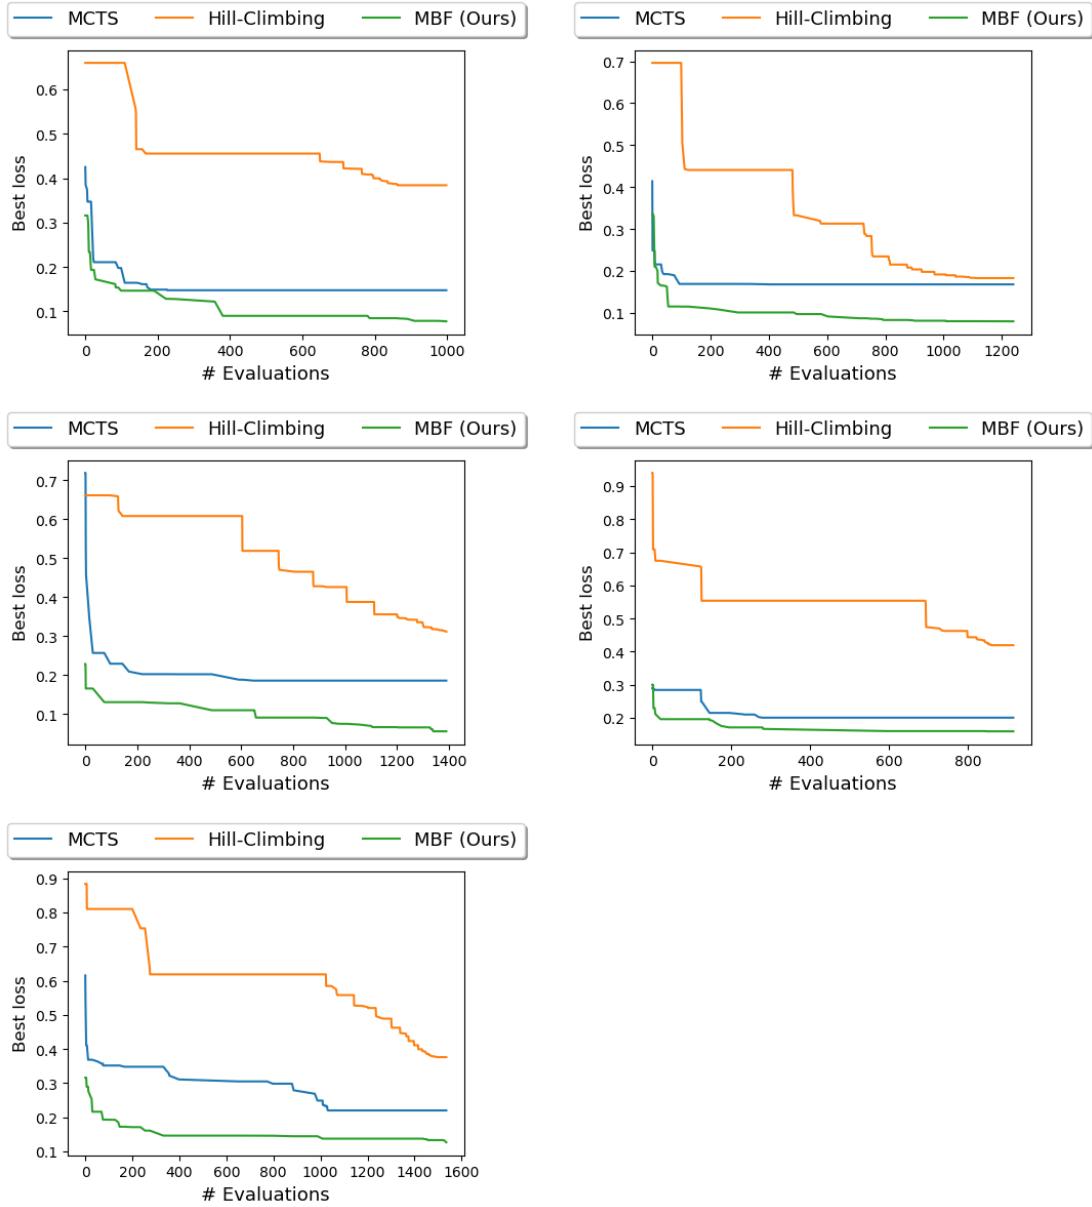 MCTS Hill-Climbing MBF (Ours)
0.6
0.5
0.4
0.3
0.2
0.1
Best loss
0 200 400 600 800 1000
# Evaluations
MCTS Hill-Climbing MBF (Ours)
0.7
0.6
0.5
0.4
0.3
0.2
0.1
Best loss
0 200 400 600 800 1000 1200
# Evaluations
MCTS Hill-Climbing MBF (Ours)
0.7
0.6
0.5
0.4
0.3
0.2
0.1
Best loss
0 200 400 600 800 1000 1200 1400
# Evaluations
MCTS Hill-Climbing MBF (Ours)
0.9
0.8
0.7
0.6
0.5
0.4
0.3
0.2
Best loss
0 200 400 600 800
# Evaluations
MCTS Hill-Climbing MBF (Ours)
0.9
0.8
0.7
0.6
0.5
0.4
0.3
0.2
0.1
Best loss
0 200 400 600 800 1000 1200 1400 1600
# Evaluations